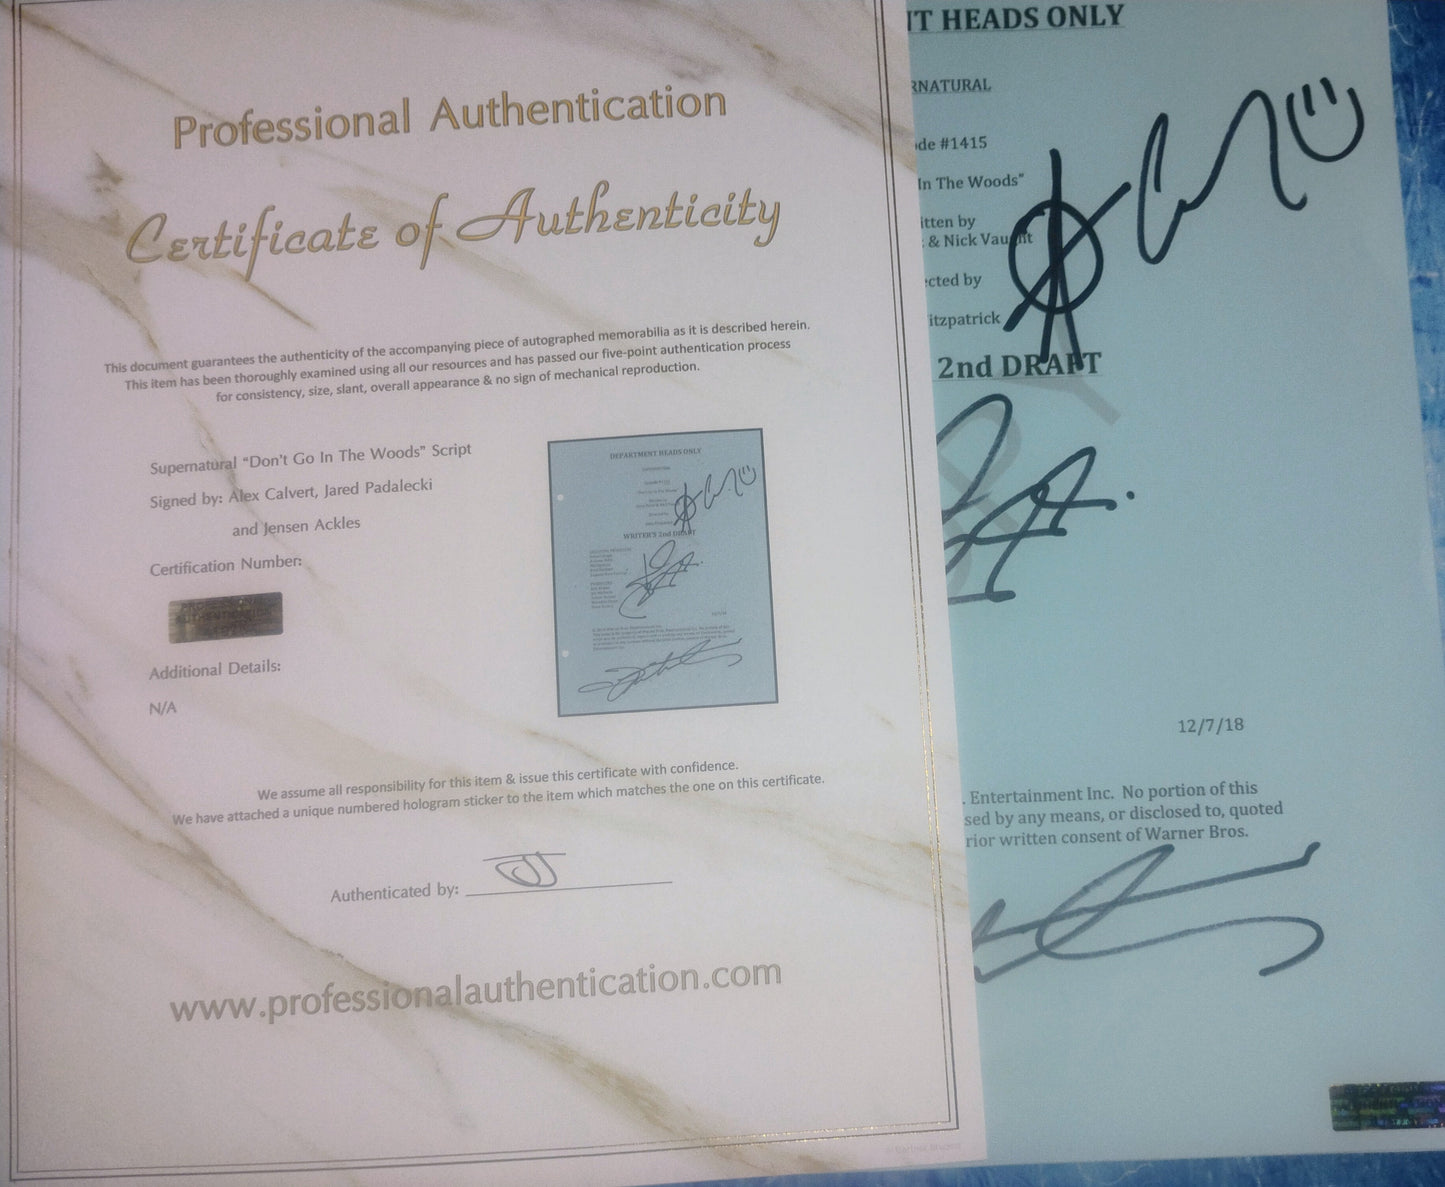 Professional Authentication
Certificate of Authenticity
This document guarantees the authenticity of the accompanying piece of autographed memorabilia as it is described herein.
This item has been thoroughly examined using all our resources and has passed our five-point authentication process
for consistency, size, slant, overall appearance & no sign of mechanical reproduction.
Supernatural “Don’t Go In The Woods” Script
Signed by: Alex Calvert, Jared Padalecki
and Jensen Ackles
Certification Number:
Additional Details:
N/A
DEPARTMENT HEADS ONLY
WRITER'S 2nd DRAFT
We assume all responsibility for this item & issue this certificate with confidence.
We have attached a unique numbered hologram sticker to the item which matches the one on this certificate.
Authenticated by:
www.professionalauthentication.com
T HEADS ONLY
RNATURAL
de #1415
In The Woods"
itten by
& Nick Vaught
cted by
itzpatrick
2nd DRAFT
12/7/18
. Entertainment Inc. No portion of this
sed by any means, or disclosed to, quoted
rior written consent of Warner Bros.